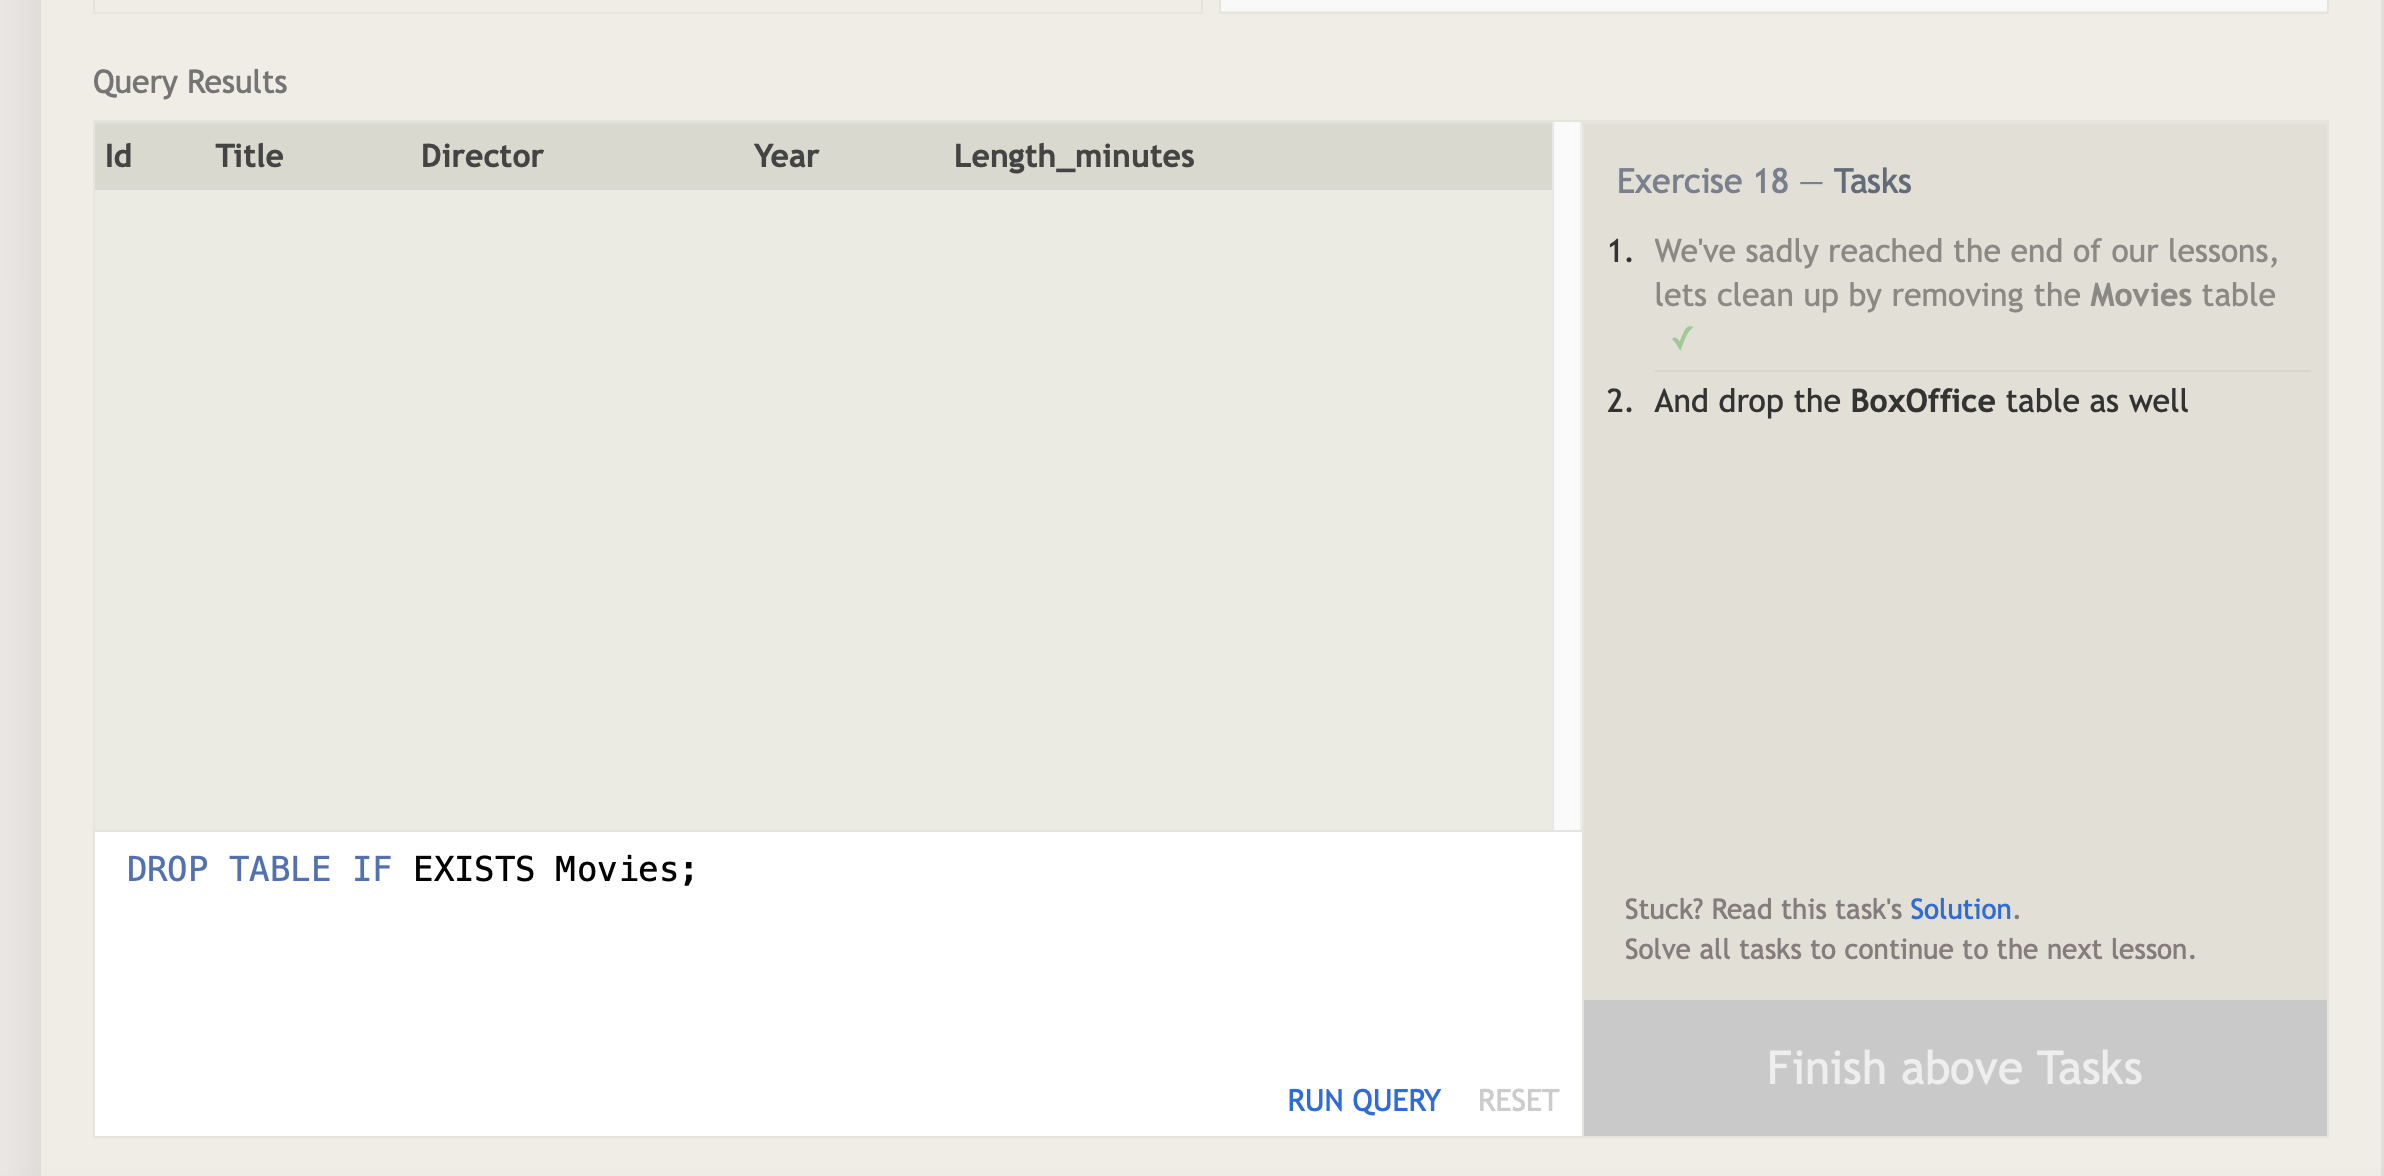 Query Results
Id Title Director Year Length_minutes
Exercise 18 — Tasks
1. We've sadly reached the end of our lessons,
lets clean up by removing the Movies table
✓
2. And drop the BoxOffice table as well
DROP TABLE IF EXISTS Movies;
Stuck? Read this task's Solution.
Solve all tasks to continue to the next lesson.
RUN QUERY RESET
Finish above Tasks